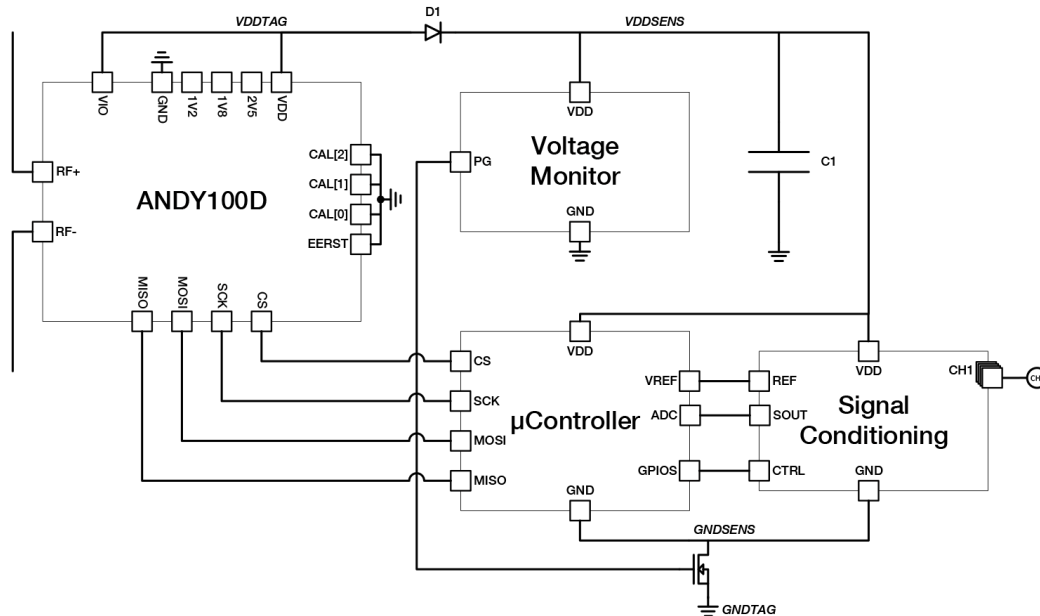 D1
VDDTAG
VDDSENS
VIO
GND
1V2
1V8
2V5
VDD
VDD
CAL[2]
CAL[1]
CAL[0]
EERST
RF+
RF-
ANDY100D
PG
Voltage
Monitor
C1
GND
MISO
MOSI
SCK
CS
VDD
VDD
CS
SCK
MOSI
MISO
µController
VREF
ADC
GPIOS
REF
SOUT
CTRL
CH1
CH
Signal
Conditioning
GND
GND
GNDSENS
GNDTAG